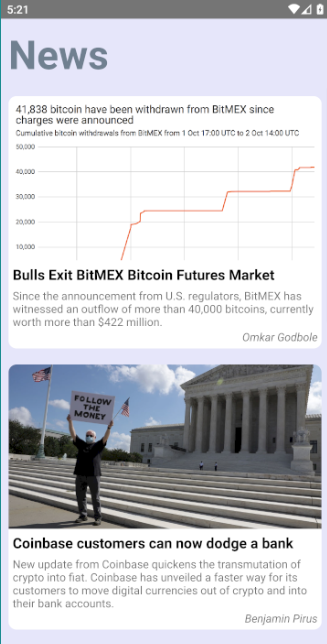 5:21
News
41,838 bitcoin have been withdrawn from BitMEX since
charges were announced
Cumulative bitcoin withdrawals from BitMEX from 1 Oct 17:00 UTC to 2 Oct 14:00 UTC
50,000
40,000
30,000
20,000
10,000
Bulls Exit BitMEX Bitcoin Futures Market
Since the announcement from U.S. regulators, BitMEX has
witnessed an outflow of more than 40,000 bitcoins, currently
worth more than $422 million.
Omkar Godbole
FOLLOW
THE
MONEY
Coinbase customers can now dodge a bank
New update from Coinbase quickens the transmutation of
crypto into fiat. Coinbase has unveiled a faster way for its
customers to move digital currencies out of crypto and into
their bank accounts.
Benjamin Pirus